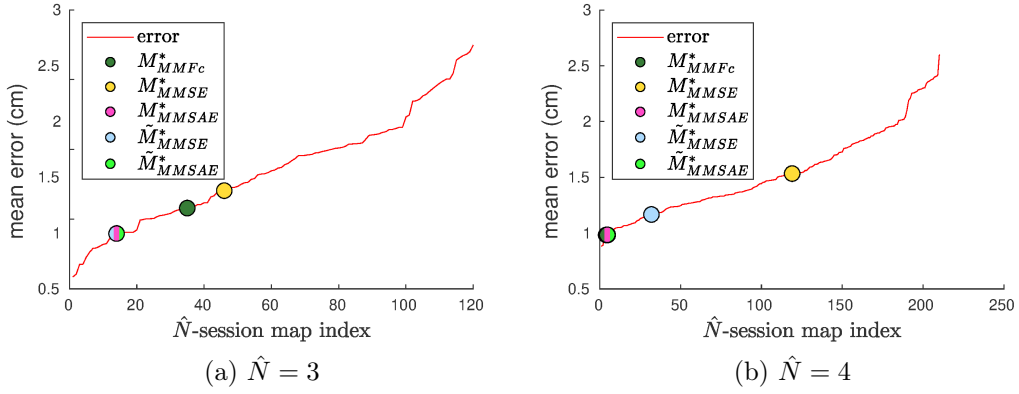 3
2.5
2
1.5
1
0.5
mean error (cm)
error
M*MMFc
M*MMSE
M*MMSAE
M̃*MMSE
M̃*MMSAE
0 20 40 60 80 100 120
N̂-session map index
(a) N̂ = 3
3
2.5
2
1.5
1
0.5
mean error (cm)
error
M*MMFc
M*MMSE
M*MMSAE
M̃*MMSE
M̃*MMSAE
0 50 100 150 200 250
N̂-session map index
(b) N̂ = 4